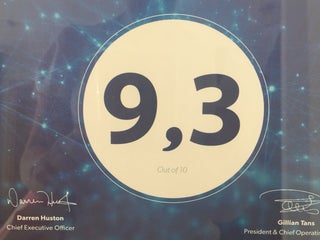 9,3
Out of 10
Darren Huston
Chief Executive Officer
Gillian Tans
President & Chief Operati